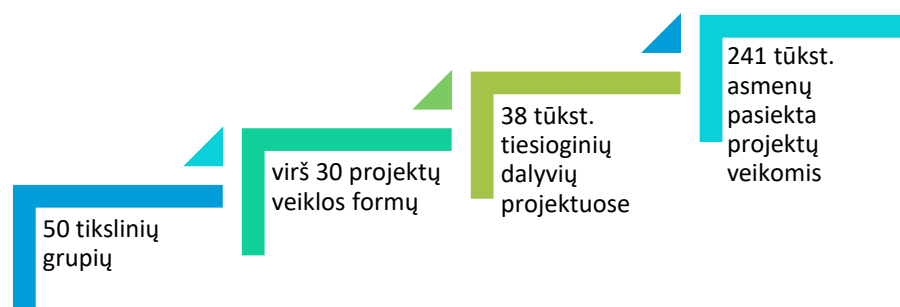 50 tikslinių
grupių
virš 30 projektų
veiklos formų
38 tūkst.
tiesioginių
dalyvių
projektuose
241 tūkst.
asmenų
pasiekta
projektų
veikomis